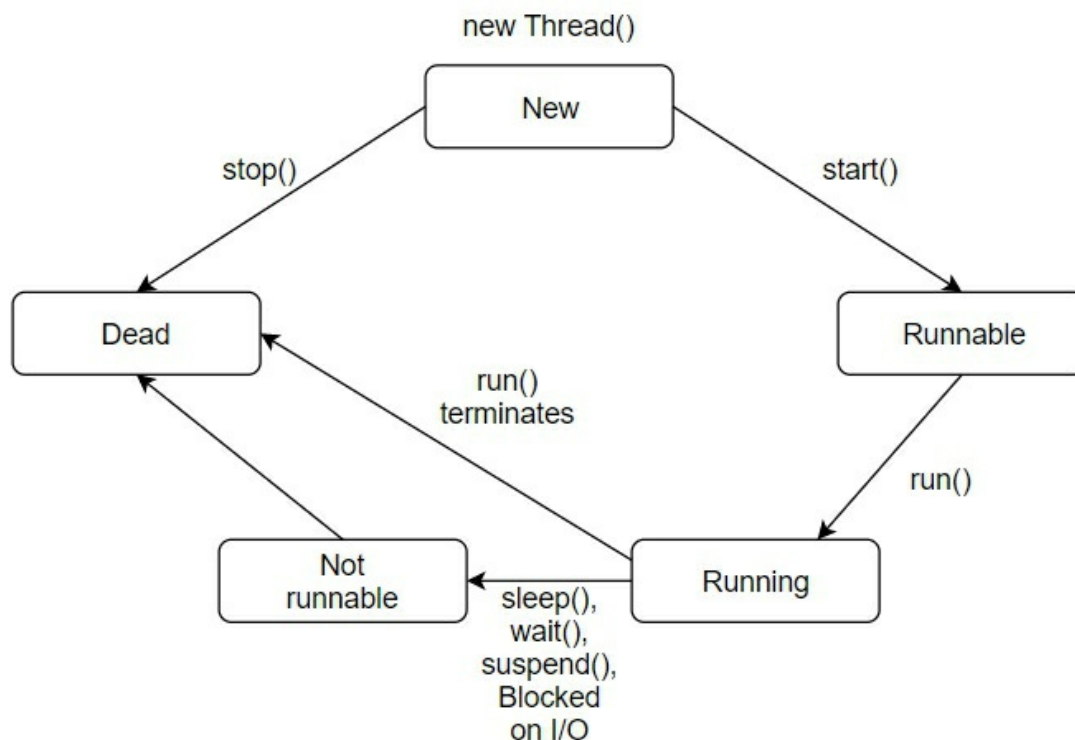 new Thread()
New
stop()
start()
Dead
Runnable
run()
terminates
run()
Not
runnable
Running
sleep(),
wait(),
suspend(),
Blocked
on I/O